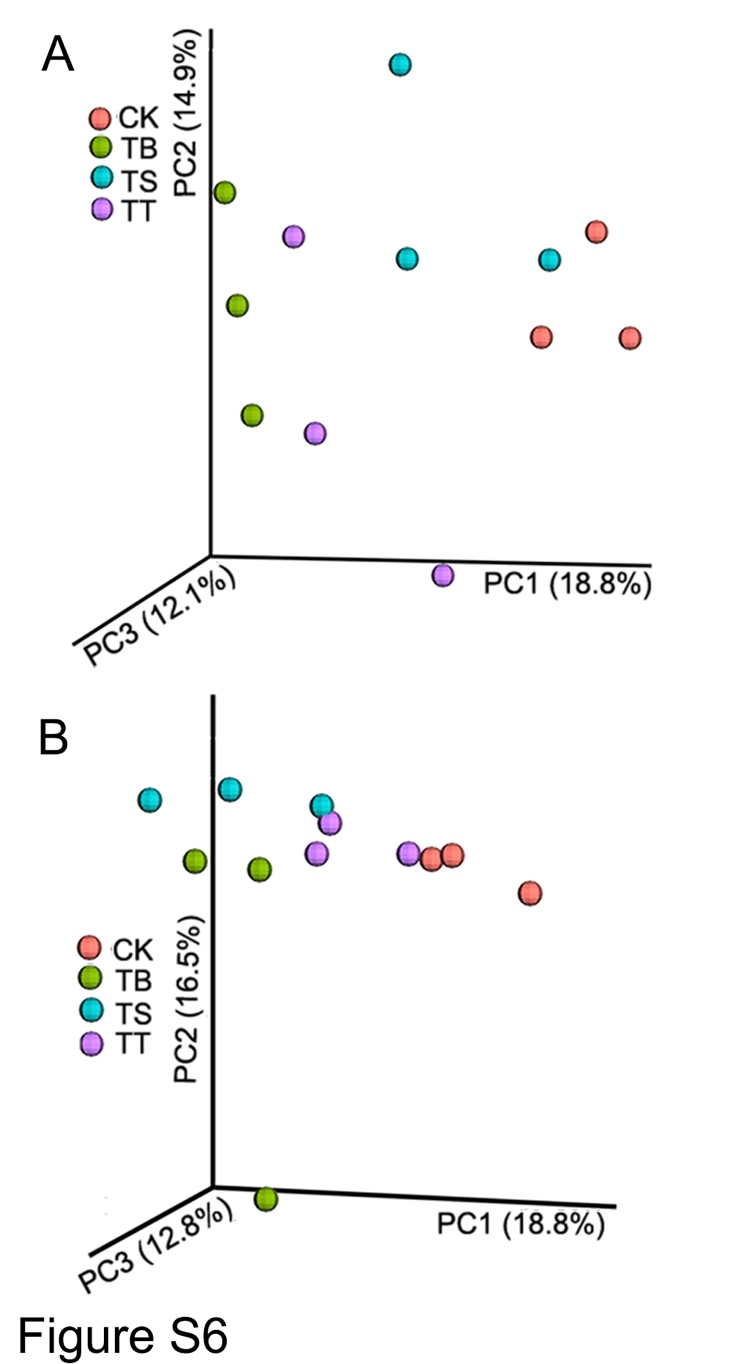 A
PC2 (14.9%)
CK
TB
TS
TT
PC1 (18.8%)
PC3 (12.1%)
B
CK
TB
TS
TT
PC2 (16.5%)
PC1 (18.8%)
PC3 (12.8%)
Figure S6